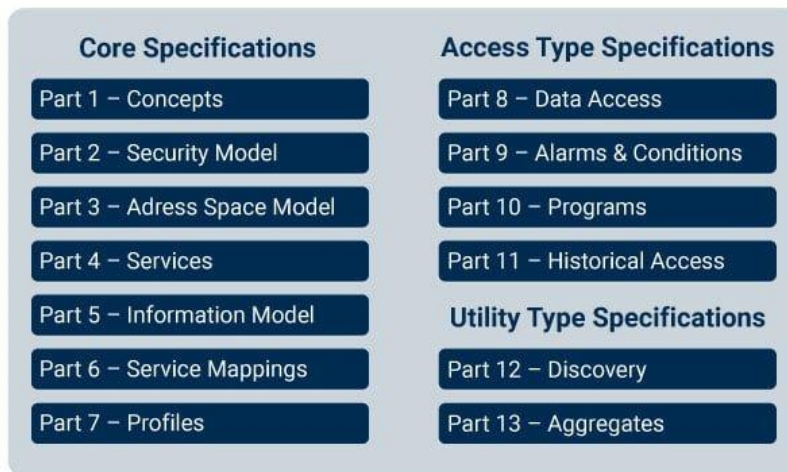 Core Specifications
Part 1 – Concepts
Part 2 – Security Model
Part 3 – Adress Space Model
Part 4 – Services
Part 5 – Information Model
Part 6 – Service Mappings
Part 7 – Profiles
Access Type Specifications
Part 8 – Data Access
Part 9 – Alarms & Conditions
Part 10 – Programs
Part 11 – Historical Access
Utility Type Specifications
Part 12 – Discovery
Part 13 – Aggregates